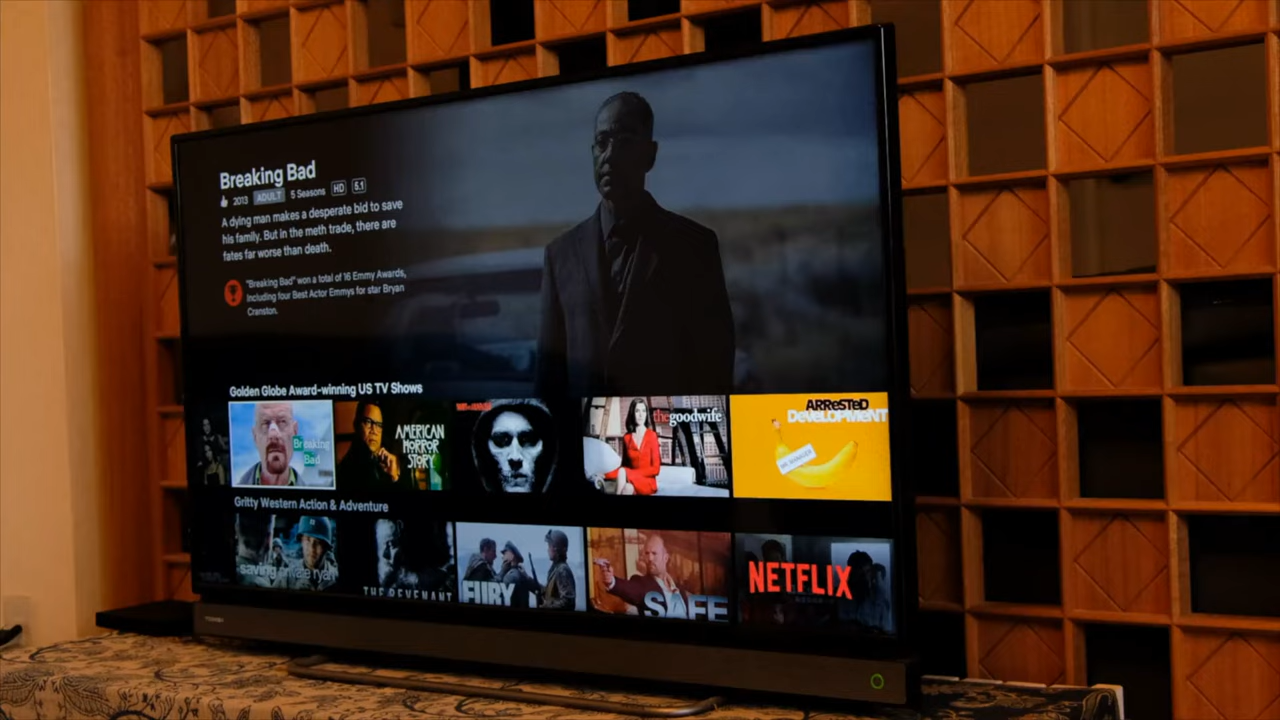 Breaking Bad
2013 ADULT 5 Seasons HD 5.1
A dying man makes a desperate bid to save
his family. But in the meth trade, there are
fates far worse than death.
"Breaking Bad" won a total of 16 Emmy Awards,
including four Best Actor Emmys for star Bryan
Cranston.
Golden Globe Award-winning US TV Shows
Breaking
Bad
AMERICAN
HORROR
STORY
thegoodwife
ARRESTED
DEVELOPMENT
MR. MANAGER
Gritty Western Action & Adventure
saving private ryan
THE REVENANT
FURY
SAFE
NETFLIX
TOSHIBA